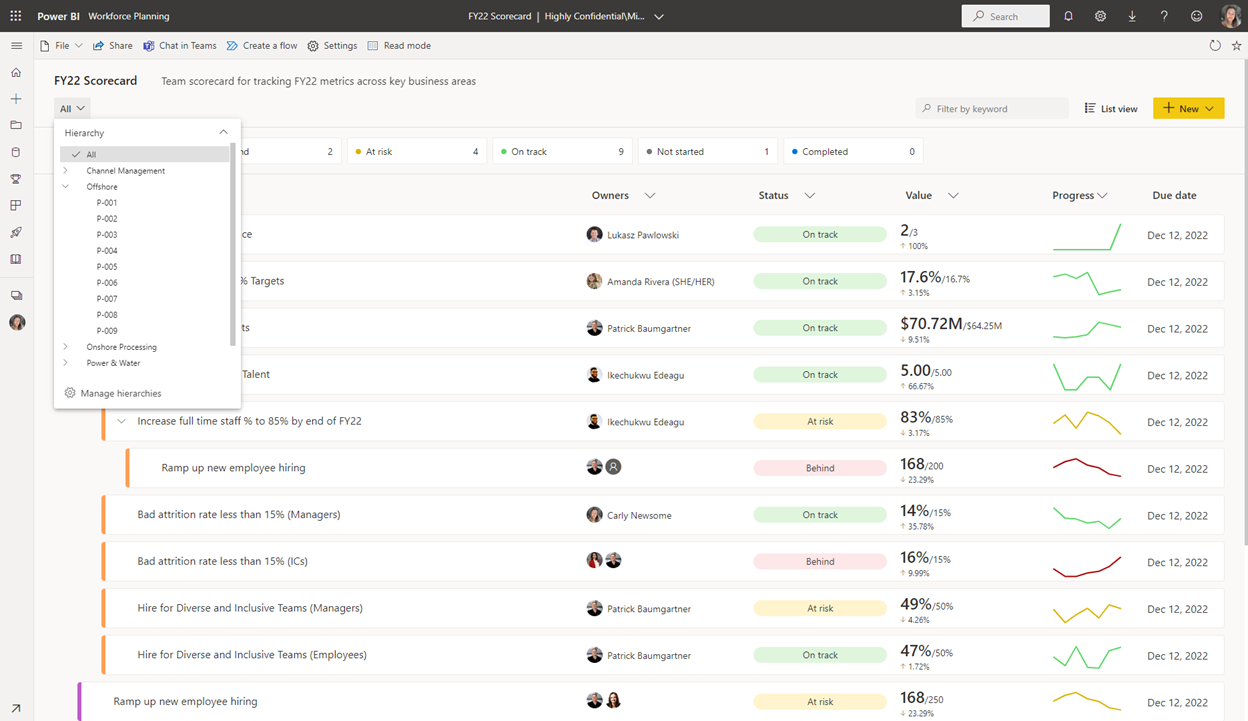 Power BI Workforce Planning FY22 Scorecard | Highly Confidential\Mi... Search
File Share Chat in Teams Create a flow Settings Read mode
FY22 Scorecard Team scorecard for tracking FY22 metrics across key business areas
All Filter by keyword List view New
Hierarchy
All
Channel Management
Offshore
P-001
P-002
P-003
P-004
P-005
P-006
P-007
P-008
P-009
Onshore Processing
Power & Water
Manage hierarchies
nd 2 At risk 4 On track 9 Not started 1 Completed 0
Owners Status Value Progress Due date
ce Lukasz Pawlowski On track 2/3 Dec 12, 2022
↑ 100%
% Targets Amanda Rivera (SHE/HER) On track 17.6%/16.7% Dec 12, 2022
↑ 3.15%
ts Patrick Baumgartner On track $70.72M/$64.25M Dec 12, 2022
↓ 9.51%
Talent Ikechukwu Edeagu On track 5.00/5.00 Dec 12, 2022
↑ 66.67%
Increase full time staff % to 85% by end of FY22 Ikechukwu Edeagu At risk 83%/85% Dec 12, 2022
↓ 3.17%
Ramp up new employee hiring Behind 168/200 Dec 12, 2022
↓ 23.29%
Bad attrition rate less than 15% (Managers) Carly Newsome On track 14%/15% Dec 12, 2022
↑ 35.78%
Bad attrition rate less than 15% (ICs) Behind 16%/15% Dec 12, 2022
↑ 9.99%
Hire for Diverse and Inclusive Teams (Managers) Patrick Baumgartner At risk 49%/50% Dec 12, 2022
↓ 4.26%
Hire for Diverse and Inclusive Teams (Employees) Patrick Baumgartner On track 47%/50% Dec 12, 2022
↑ 1.72%
Ramp up new employee hiring At risk 168/250 Dec 12, 2022
↓ 23.29%